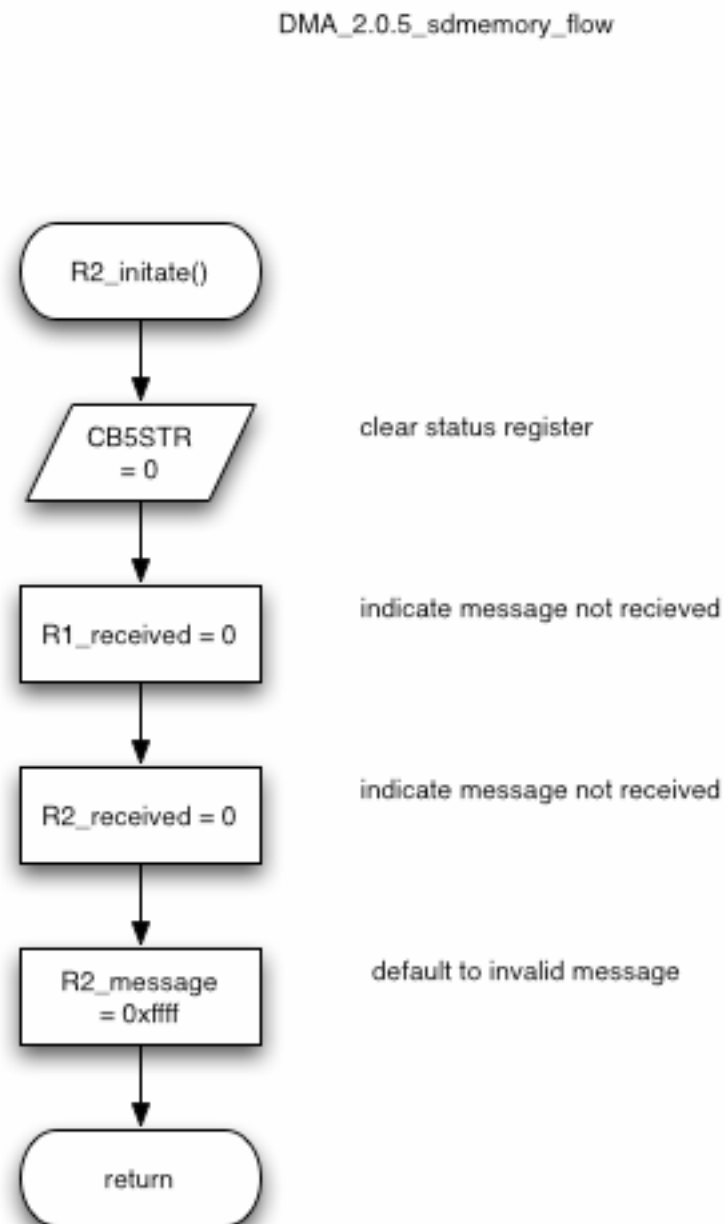 DMA_2.0.5_sdmemory_flow
R2_initate()
CB5STR
= 0
clear status register
R1_received = 0
indicate message not recieved
R2_received = 0
indicate message not received
R2_message
= 0xffff
default to invalid message
return